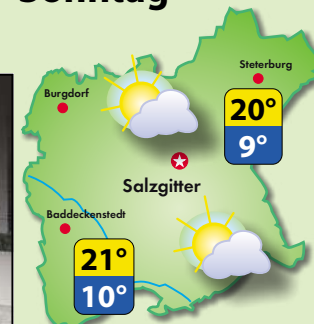 Sonntag
Steterburg
Burgdorf
20°
9°
Salzgitter
Baddeckenstedt
21°
10°